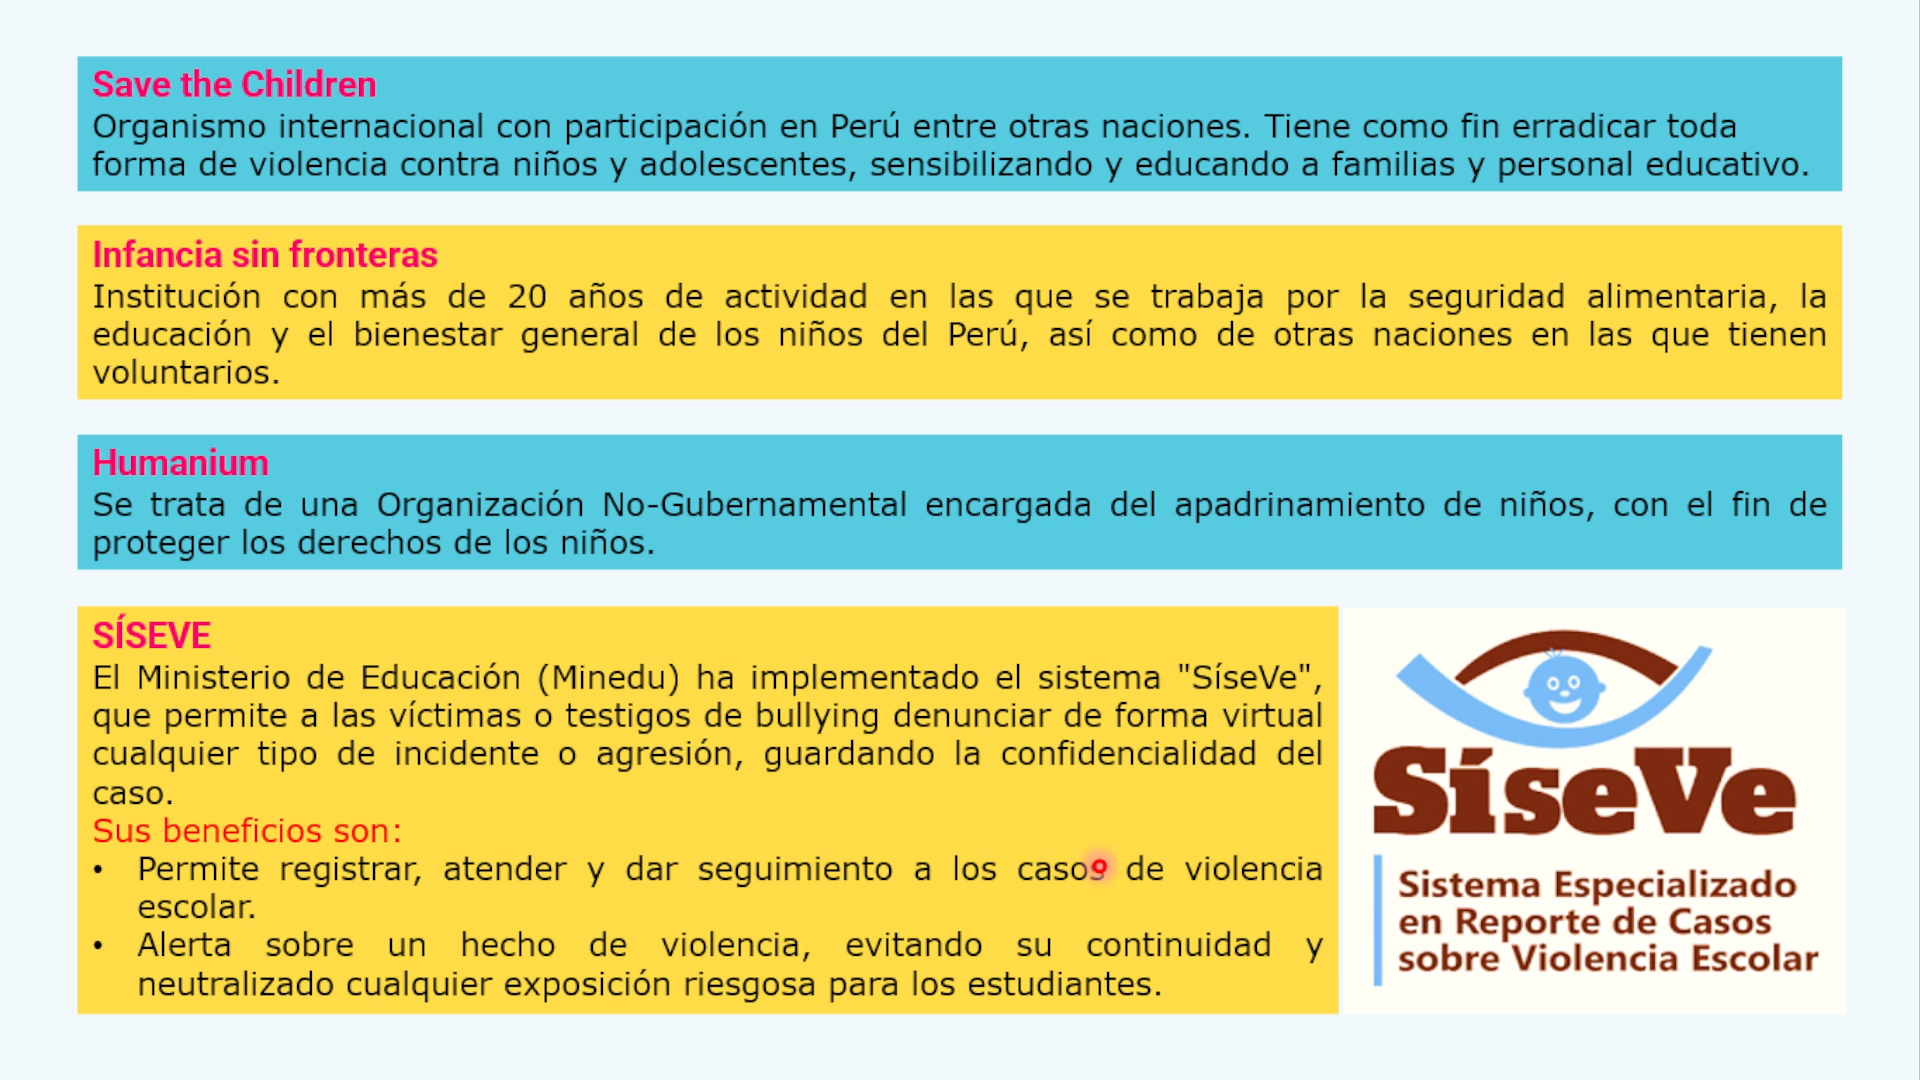 Save the Children
Organismo internacional con participación en Perú entre otras naciones. Tiene como fin erradicar toda
forma de violencia contra niños y adolescentes, sensibilizando y educando a familias y personal educativo.
Infancia sin fronteras
Institución con más de 20 años de actividad en las que se trabaja por la seguridad alimentaria, la
educación y el bienestar general de los niños del Perú, así como de otras naciones en las que tienen
voluntarios.
Humanium
Se trata de una Organización No-Gubernamental encargada del apadrinamiento de niños, con el fin de
proteger los derechos de los niños.
SÍSEVE
El Ministerio de Educación (Minedu) ha implementado el sistema "SíseVe",
que permite a las víctimas o testigos de bullying denunciar de forma virtual
cualquier tipo de incidente o agresión, guardando la confidencialidad del
caso.
Sus beneficios son:
• Permite registrar, atender y dar seguimiento a los casos de violencia
escolar.
• Alerta sobre un hecho de violencia, evitando su continuidad y
neutralizado cualquier exposición riesgosa para los estudiantes.
SíseVe
Sistema Especializado
en Reporte de Casos
sobre Violencia Escolar